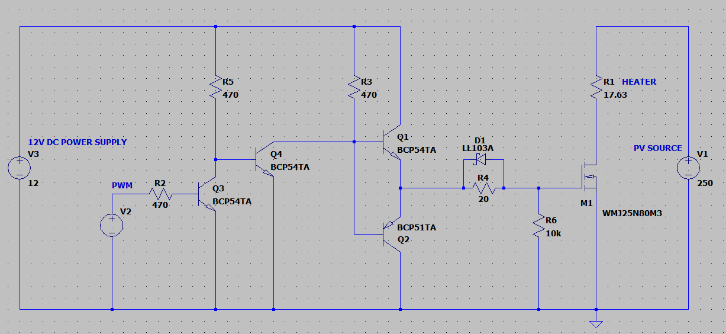 R5
470
R3
470
R1 HEATER
17.63
12V DC POWER SUPPLY
V3
12
Q4
BCP54TA
Q1
BCP54TA
D1
LL103A
PV SOURCE
V1
250
PWM
R2
470
V2
Q3
BCP54TA
R4
20
M1
WMJ25N80M3
BCP51TA
Q2
R6
10k